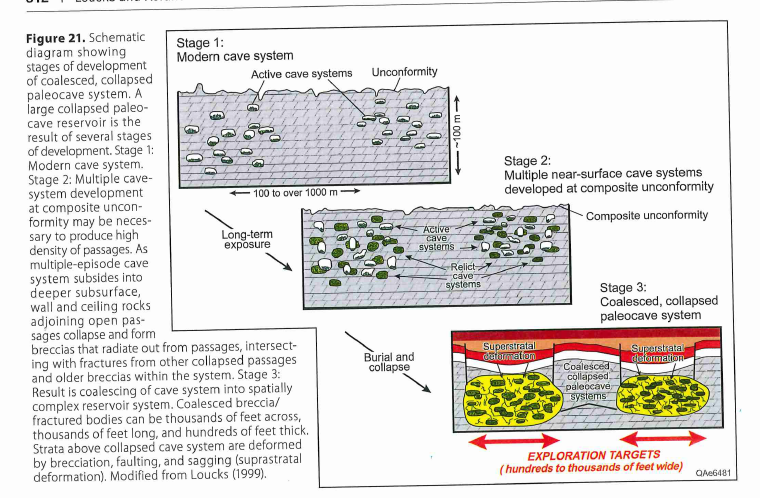 Figure 21. Schematic
diagram showing
stages of development
of coalesced, collapsed
paleocave system. A
large collapsed paleo-
cave reservoir is the
result of several stages
of development. Stage 1:
Modern cave system.
Stage 2: Multiple cave-
system development
at composite uncon-
formity may be neces-
sary to produce high
density of passages. As
multiple-episode cave
system subsides into
deeper subsurface,
wall and ceiling rocks
adjoining open pas-
sages collapse and form
breccias that radiate out from passages, intersect-
ing with fractures from other collapsed passages
and older breccias within the system. Stage 3:
Result is coalescing of cave system into spatially
complex reservoir system. Coalesced breccia/
fractured bodies can be thousands of feet across,
thousands of feet long, and hundreds of feet thick.
Strata above collapsed cave system are deformed
by brecciation, faulting, and sagging (suprastratal
deformation). Modified from Loucks (1999).
Stage 1:
Modern cave system
Active cave systems
Unconformity
~100 m
100 to over 1000 m
Long-term
exposure
Stage 2:
Multiple near-surface cave systems
developed at composite unconformity
Composite unconformity
Active
cave
systems
Relict
cave
systems
Burial and
collapse
Stage 3:
Coalesced, collapsed
paleocave system
Superstratal
deformation
Coalesced
collapsed
paleocave
systems
Superstratal
deformation
EXPLORATION TARGETS
(hundreds to thousands of feet wide)
QAe6481